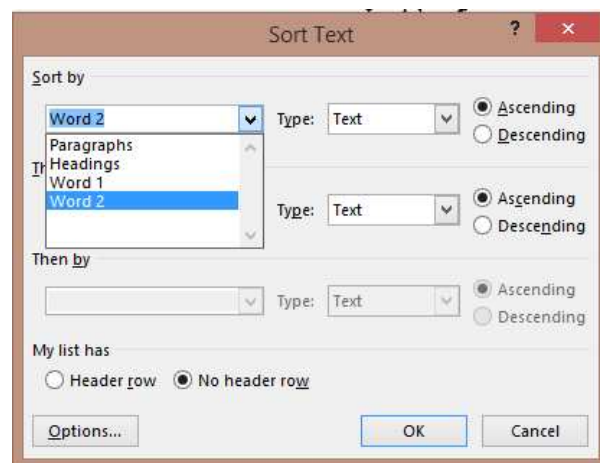 Sort Text ?
Sort by
Word 2 Type: Text Ascending
Descending
Paragraphs
Headings
Word 1
Word 2
Type: Text Ascending
Descending
Then by
Type: Text Ascending
Descending
My list has
Header row No header row
Options... OK Cancel